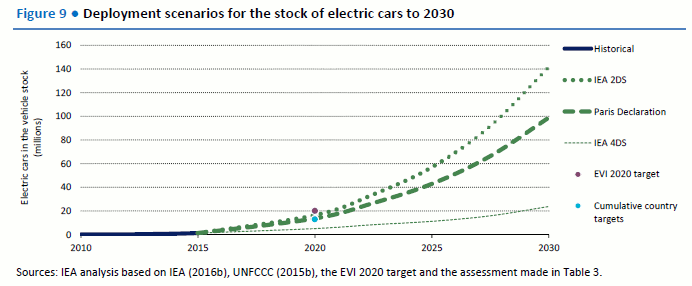 Figure 9 ● Deployment scenarios for the stock of electric cars to 2030
Electric cars in the vehicle stock
(millions)
160
140
120
100
80
60
40
20
0
2010
2015
2020
2025
2030
Historical
IEA 2DS
Paris Declaration
IEA 4DS
EVI 2020 target
Cumulative country
targets
Sources: IEA analysis based on IEA (2016b), UNFCCC (2015b), the EVI 2020 target and the assessment made in Table 3.